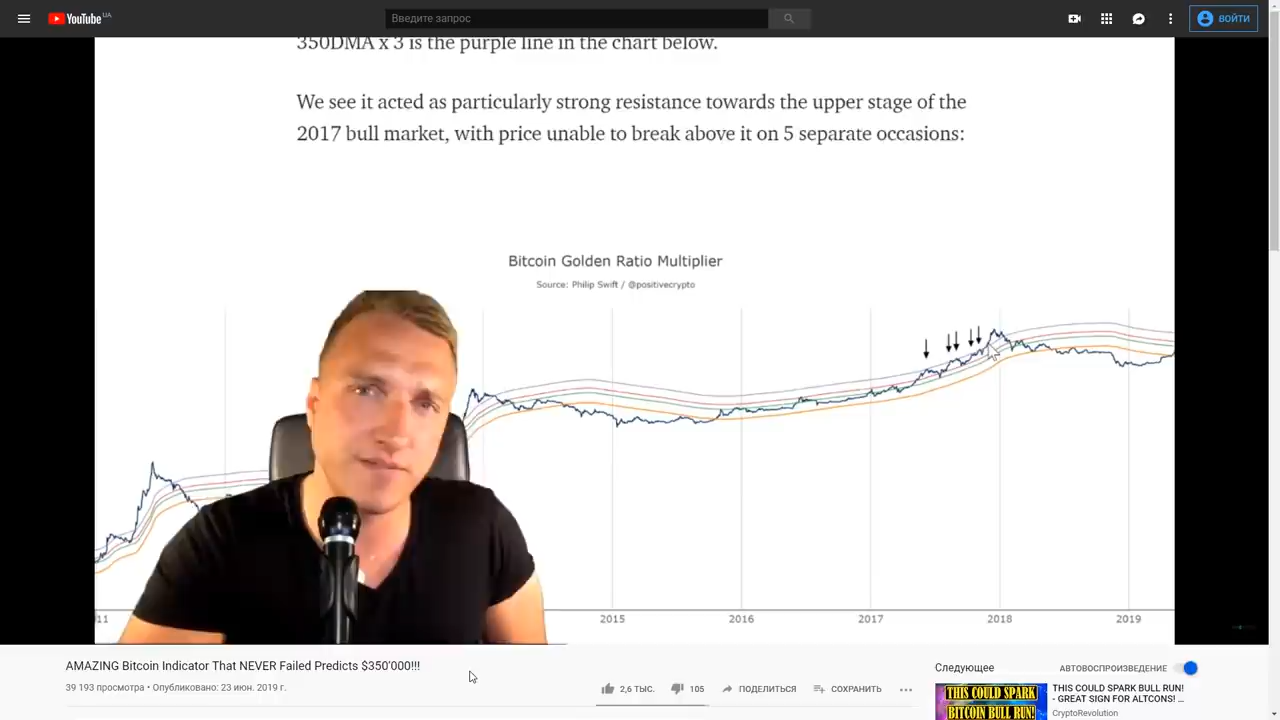 YouTube UA
Введите запрос
ВОЙТИ
350DMA x 3 is the purple line in the chart below.
We see it acted as particularly strong resistance towards the upper stage of the
2017 bull market, with price unable to break above it on 5 separate occasions:
Bitcoin Golden Ratio Multiplier
Source: Philip Swift / @positivecrypto
11 2015 2016 2017 2018 2019
AMAZING Bitcoin Indicator That NEVER Failed Predicts $350'000!!!
39 193 просмотра • Опубликовано: 23 июн. 2019 г.
2,6 ТЫС. 105 ПОДЕЛИТЬСЯ СОХРАНИТЬ
Следующее АВТОВОСПРОИЗВЕДЕНИЕ
THIS COULD SPARK
BITCOIN BULL RUN!
THIS COULD SPARK BULL RUN!
- GREAT SIGN FOR ALTCONS! ...
CryptoRevolution